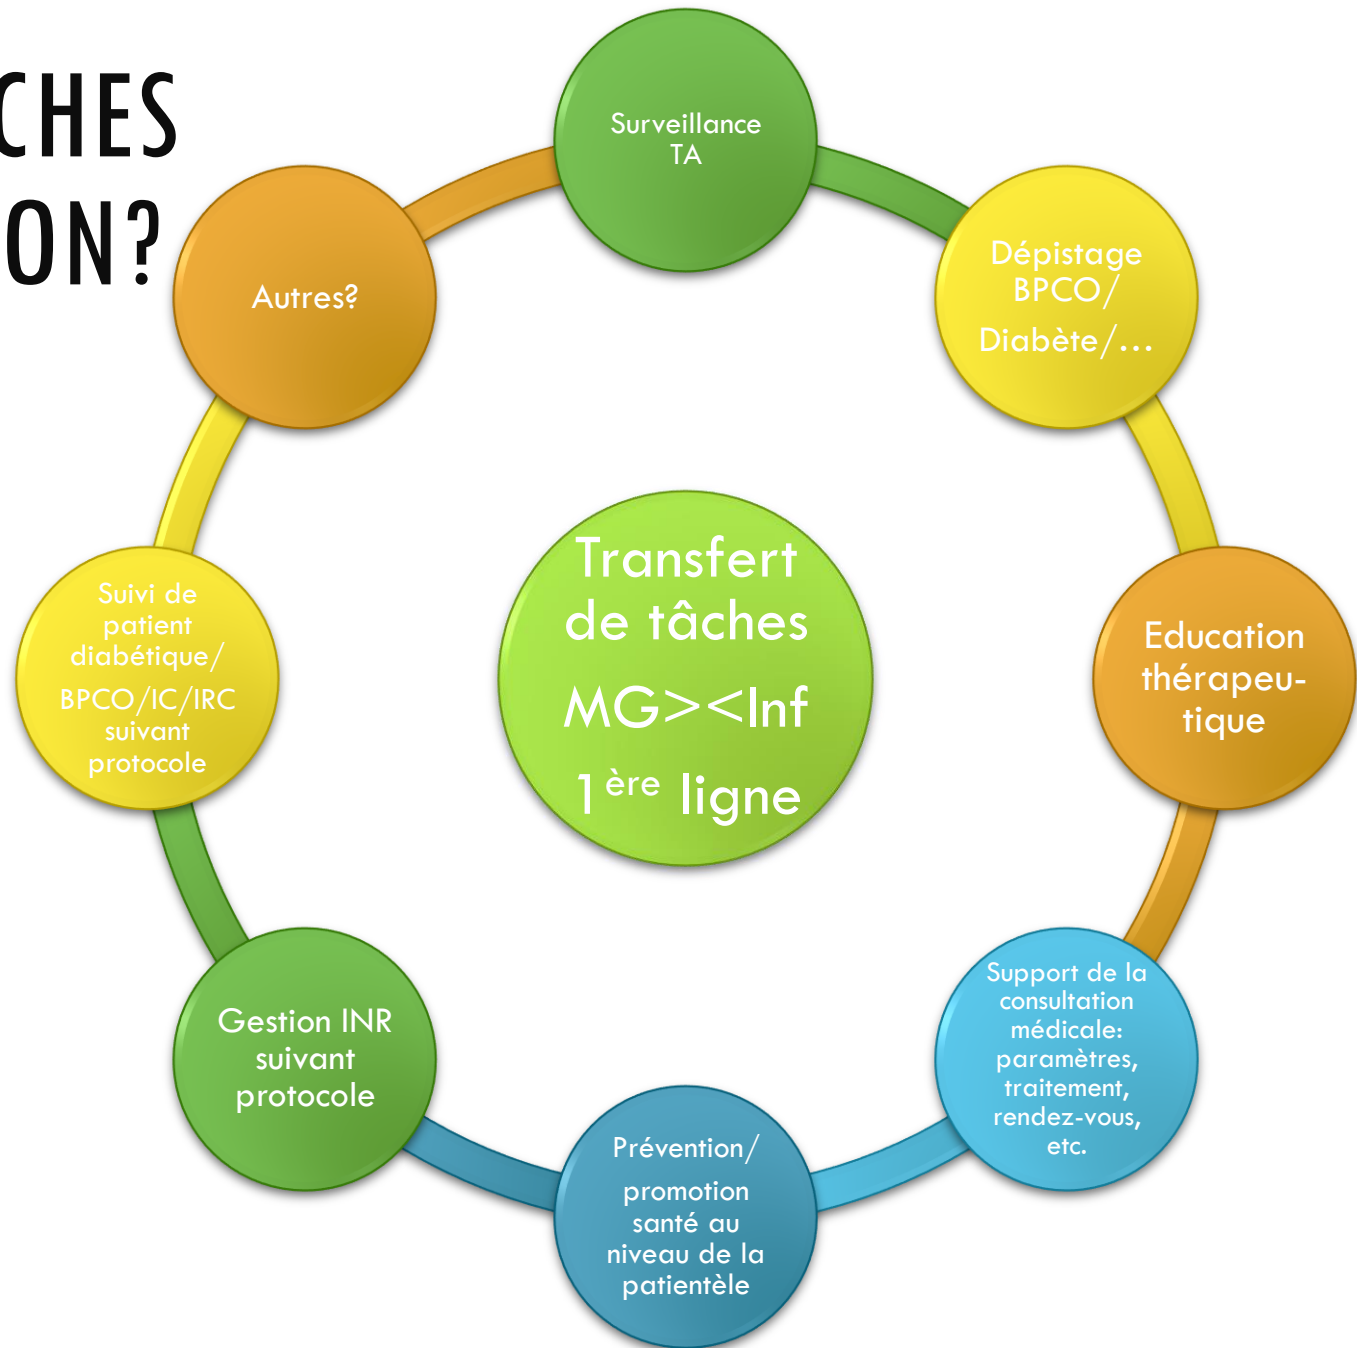 CHES
ON?
Surveillance
TA
Dépistage
BPCO/
Diabète/...
Education
thérapeu-
tique
Support de la
consultation
médicale:
paramètres,
traitement,
rendez-vous,
etc.
Prévention/
promotion
santé au
niveau de la
patientèle
Gestion INR
suivant
protocole
Suivi de
patient
diabétique/
BPCO/IC/IRC
suivant
protocole
Autres?
Transfert
de tâches
MG><Inf
1ère ligne